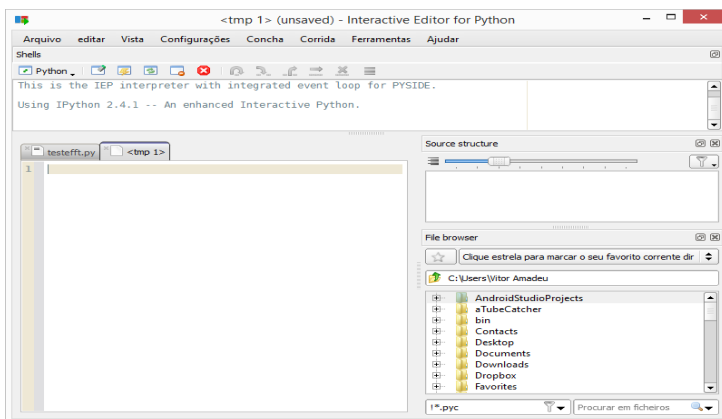 <tmp 1> (unsaved) - Interactive Editor for Python
Arquivo editar Vista Configurações Concha Corrida Ferramentas Ajudar
Shells
Python
This is the IEP interpreter with integrated event loop for PYSIDE.
Using IPython 2.4.1 -- An enhanced Interactive Python.
testefft.py <tmp 1>
1
Source structure
File browser
Clique estrela para marcar o seu favorito corrente dir
C:\Users\Vitor Amadeu
AndroidStudioProjects
aTubeCatcher
bin
Contacts
Desktop
Documents
Downloads
Dropbox
Favorites
!*.pyc Procurar em ficheiros